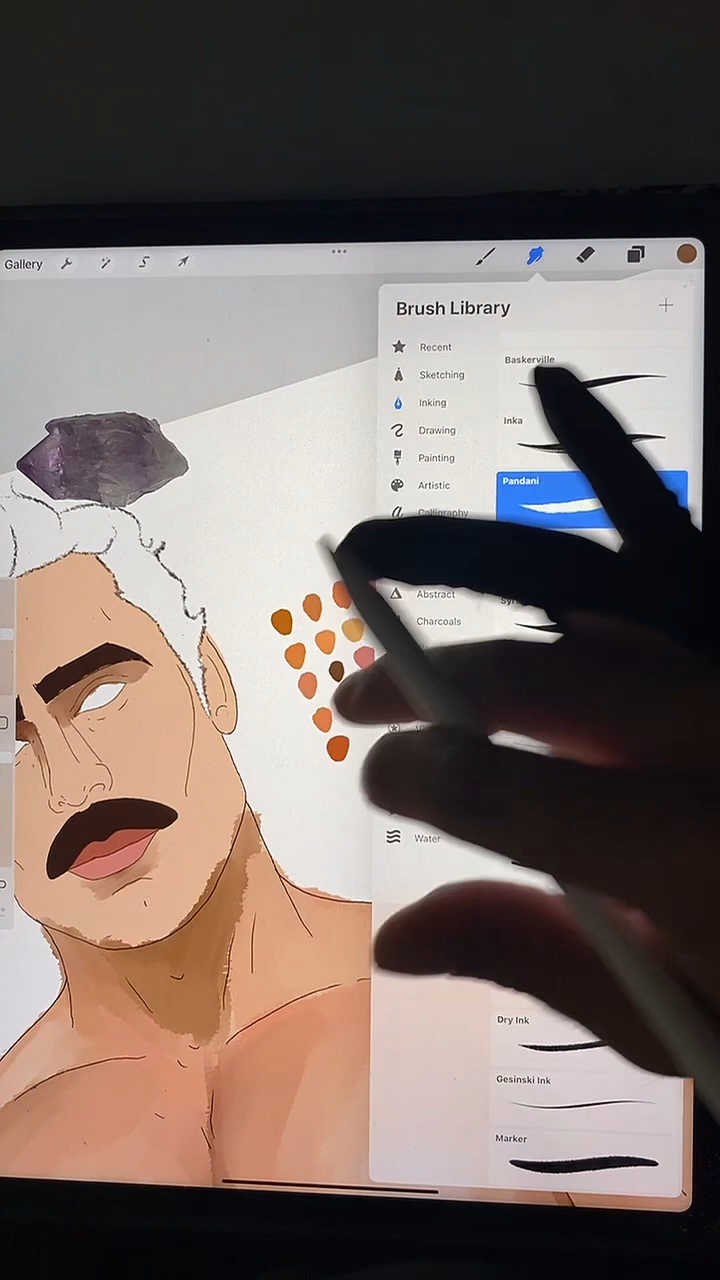 Gallery
Brush Library
Recent
Sketching
Inking
Drawing
Painting
Artistic
Calligraphy
Abstract
Charcoals
Water
Baskerville
Inka
Pandani
Dry Ink
Gesinski Ink
Marker